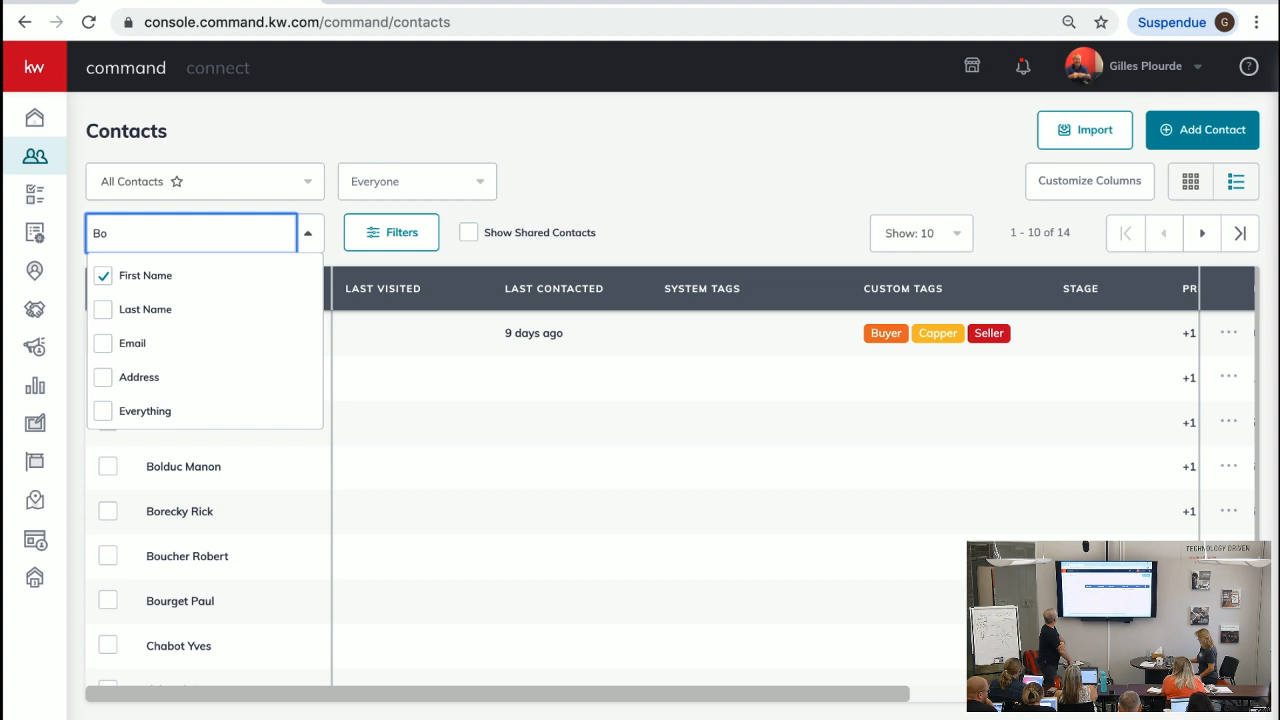 console.command.kw.com/command/contacts
Suspendue G
kw
command connect
Gilles Plourde
?
Contacts
Import
Add Contact
All Contacts
Everyone
Customize Columns
Bo
Filters
Show Shared Contacts
Show: 10
1 - 10 of 14
First Name
Last Name
Email
Address
Everything
LAST VISITED
LAST CONTACTED
SYSTEM TAGS
CUSTOM TAGS
STAGE
PR
9 days ago
Buyer Capper Seller
+1
+1
+1
Bolduc Manon
+1
Borecky Rick
+1
Boucher Robert
Bourget Paul
Chabot Yves
TECHNOLOGY DRIVEN